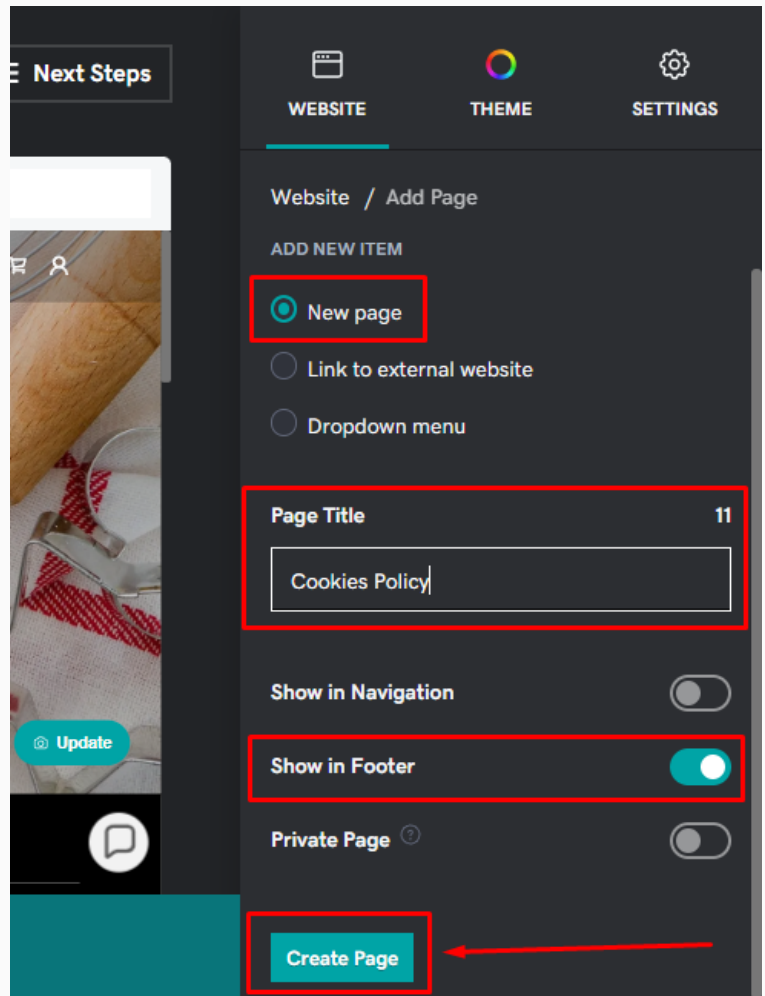 Next Steps
WEBSITE THEME SETTINGS
Website / Add Page
ADD NEW ITEM
New page
Link to external website
Dropdown menu
Page Title 11
Cookies Policy
Show in Navigation
Update
Show in Footer
Private Page ?
Create Page